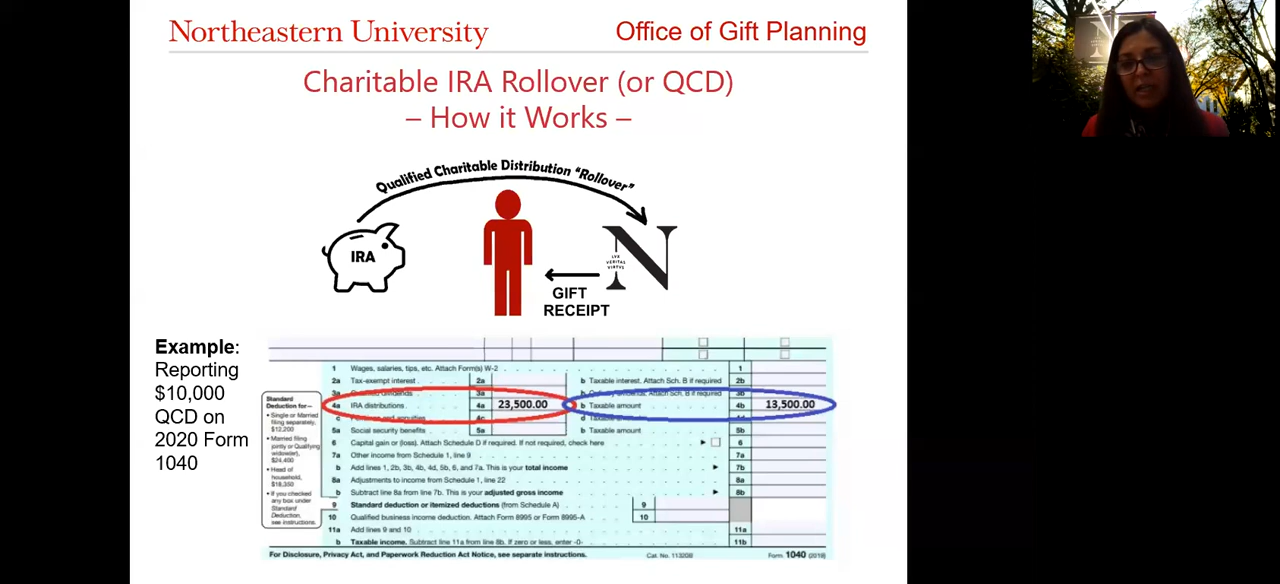 Northeastern University
Office of Gift Planning
Charitable IRA Rollover (or QCD)
– How it Works –
Qualified Charitable Distribution "Rollover"
IRA
LVX
VERITAS
VIRTVS
N
GIFT
RECEIPT
Example:
Reporting
$10,000
QCD on
2020 Form
1040
Standard
Deduction for—
• Single or Married
filing separately,
$12,200
• Married filing
jointly or Qualifying
widow(er),
$24,400
• Head of
household,
$18,350
• If you checked
any box under
Standard
Deduction,
see instructions.
1 Wages, salaries, tips, etc. Attach Form(s) W-2 1
2a Tax-exempt interest 2a b Taxable interest. Attach Sch. B if required 2b
3a dividends 3a b Attach Sch. B if required 3b
4a IRA distributions 4a 23,500.00 b Taxable amount 4b 13,500.00
c Pensions and annuities 4c d Taxable
5a Social security benefits 5a b Taxable amount 5b
6 Capital gain or (loss). Attach Schedule D if required. If not required, check here 6
7a Other income from Schedule 1, line 9 7a
b Add lines 1, 2b, 3b, 4b, 4d, 5b, 6, and 7a. This is your total income 7b
8a Adjustments to income from Schedule 1, line 22 8a
b Subtract line 8a from line 7b. This is your adjusted gross income 8b
9 Standard deduction or itemized deductions (from Schedule A) 9
10 Qualified business income deduction. Attach Form 8995 or Form 8995-A 10
11a Add lines 9 and 10 11a
b Taxable income. Subtract line 11a from line 8b. If zero or less, enter -0- 11b
For Disclosure, Privacy Act, and Paperwork Reduction Act Notice, see separate instructions. Cat. No. 11320B Form 1040